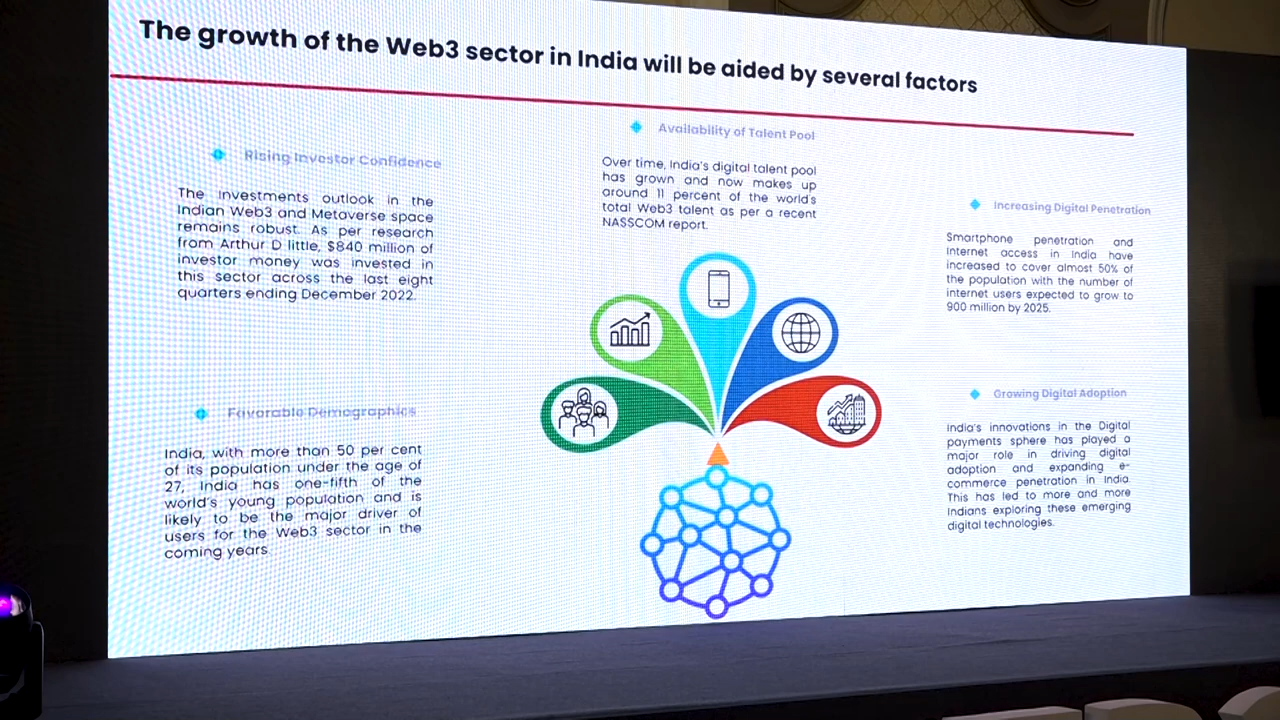 The growth of the Web3 sector in India will be aided by several factors
Rising Investor Confidence
The investments outlook in the
Indian Web3 and Metaverse space
remains robust. As per research
from Arthur D little, $840 million of
investor money was invested in
this sector across the last eight
quarters ending December 2022.
Availability of Talent Pool
Over time, India's digital talent pool
has grown and now makes up
around 11 percent of the world's
total Web3 talent as per a recent
NASSCOM report.
Increasing Digital Penetration
Smartphone penetration and
Internet access in India have
increased to cover almost 50% of
the population with the number of
internet users expected to grow to
900 million by 2025.
Favorable Demographics
India, with more than 50 per cent
of its population under the age of
27, India has one-fifth of the
world's young population and is
likely to be the major driver of
users for the Web3 sector in the
coming years.
Growing Digital Adoption
India's innovations in the Digital
payments sphere has played a
major role in driving digital
adoption and expanding e-
commerce penetration in India.
This has led to more and more
Indians exploring these emerging
digital technologies.